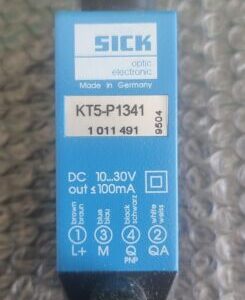 SICK
optic
electronic
Made in Germany
KT5-P1341
1 011 491
9504
DC 10...30V
out ≤100mA
brown
braun
blue
blau
black
schwarz
white
weiss
1 3 4 2
L+ M Q QA
PNP